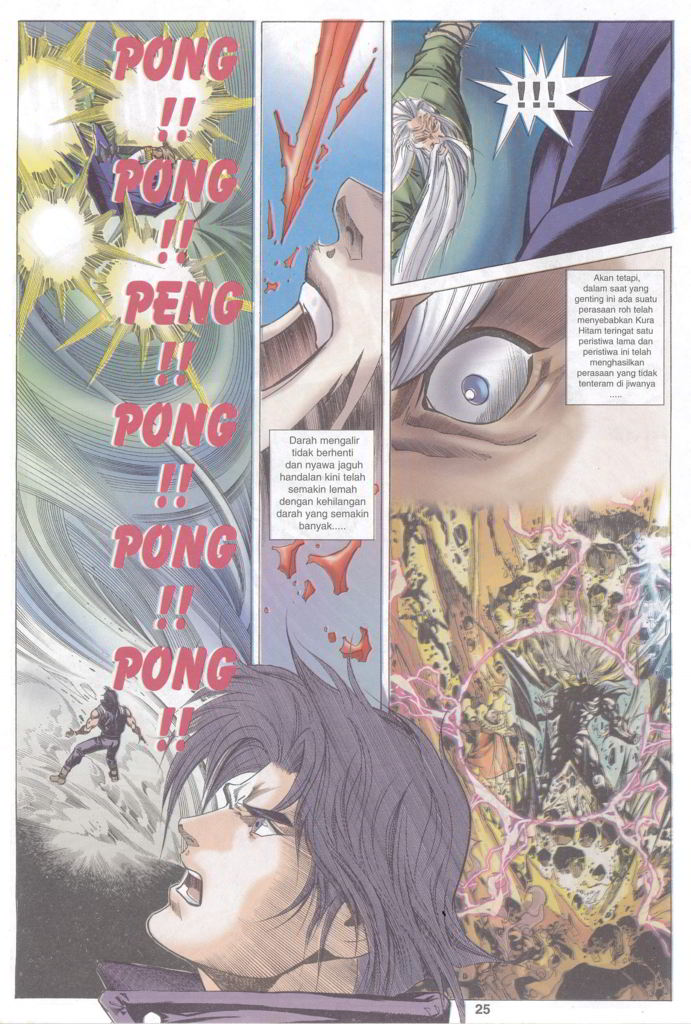 PONG
!!
PONG
!!
PENG
!!
PONG
!!
PONG
!!
PONG
!!
Darah mengalir
tidak berhenti
dan nyawa jaguh
handalan kini telah
semakin lemah
dengan kehilangan
darah yang semakin
banyak.....
!!!
Akan tetapi,
dalam saat yang
genting ini ada suatu
perasaan roh telah
menyebabkan Kura
Hitam teringat satu
peristiwa lama dan
peristiwa ini telah
menghasilkan
perasaan yang tidak
tenteram di jiwanya
.....
25